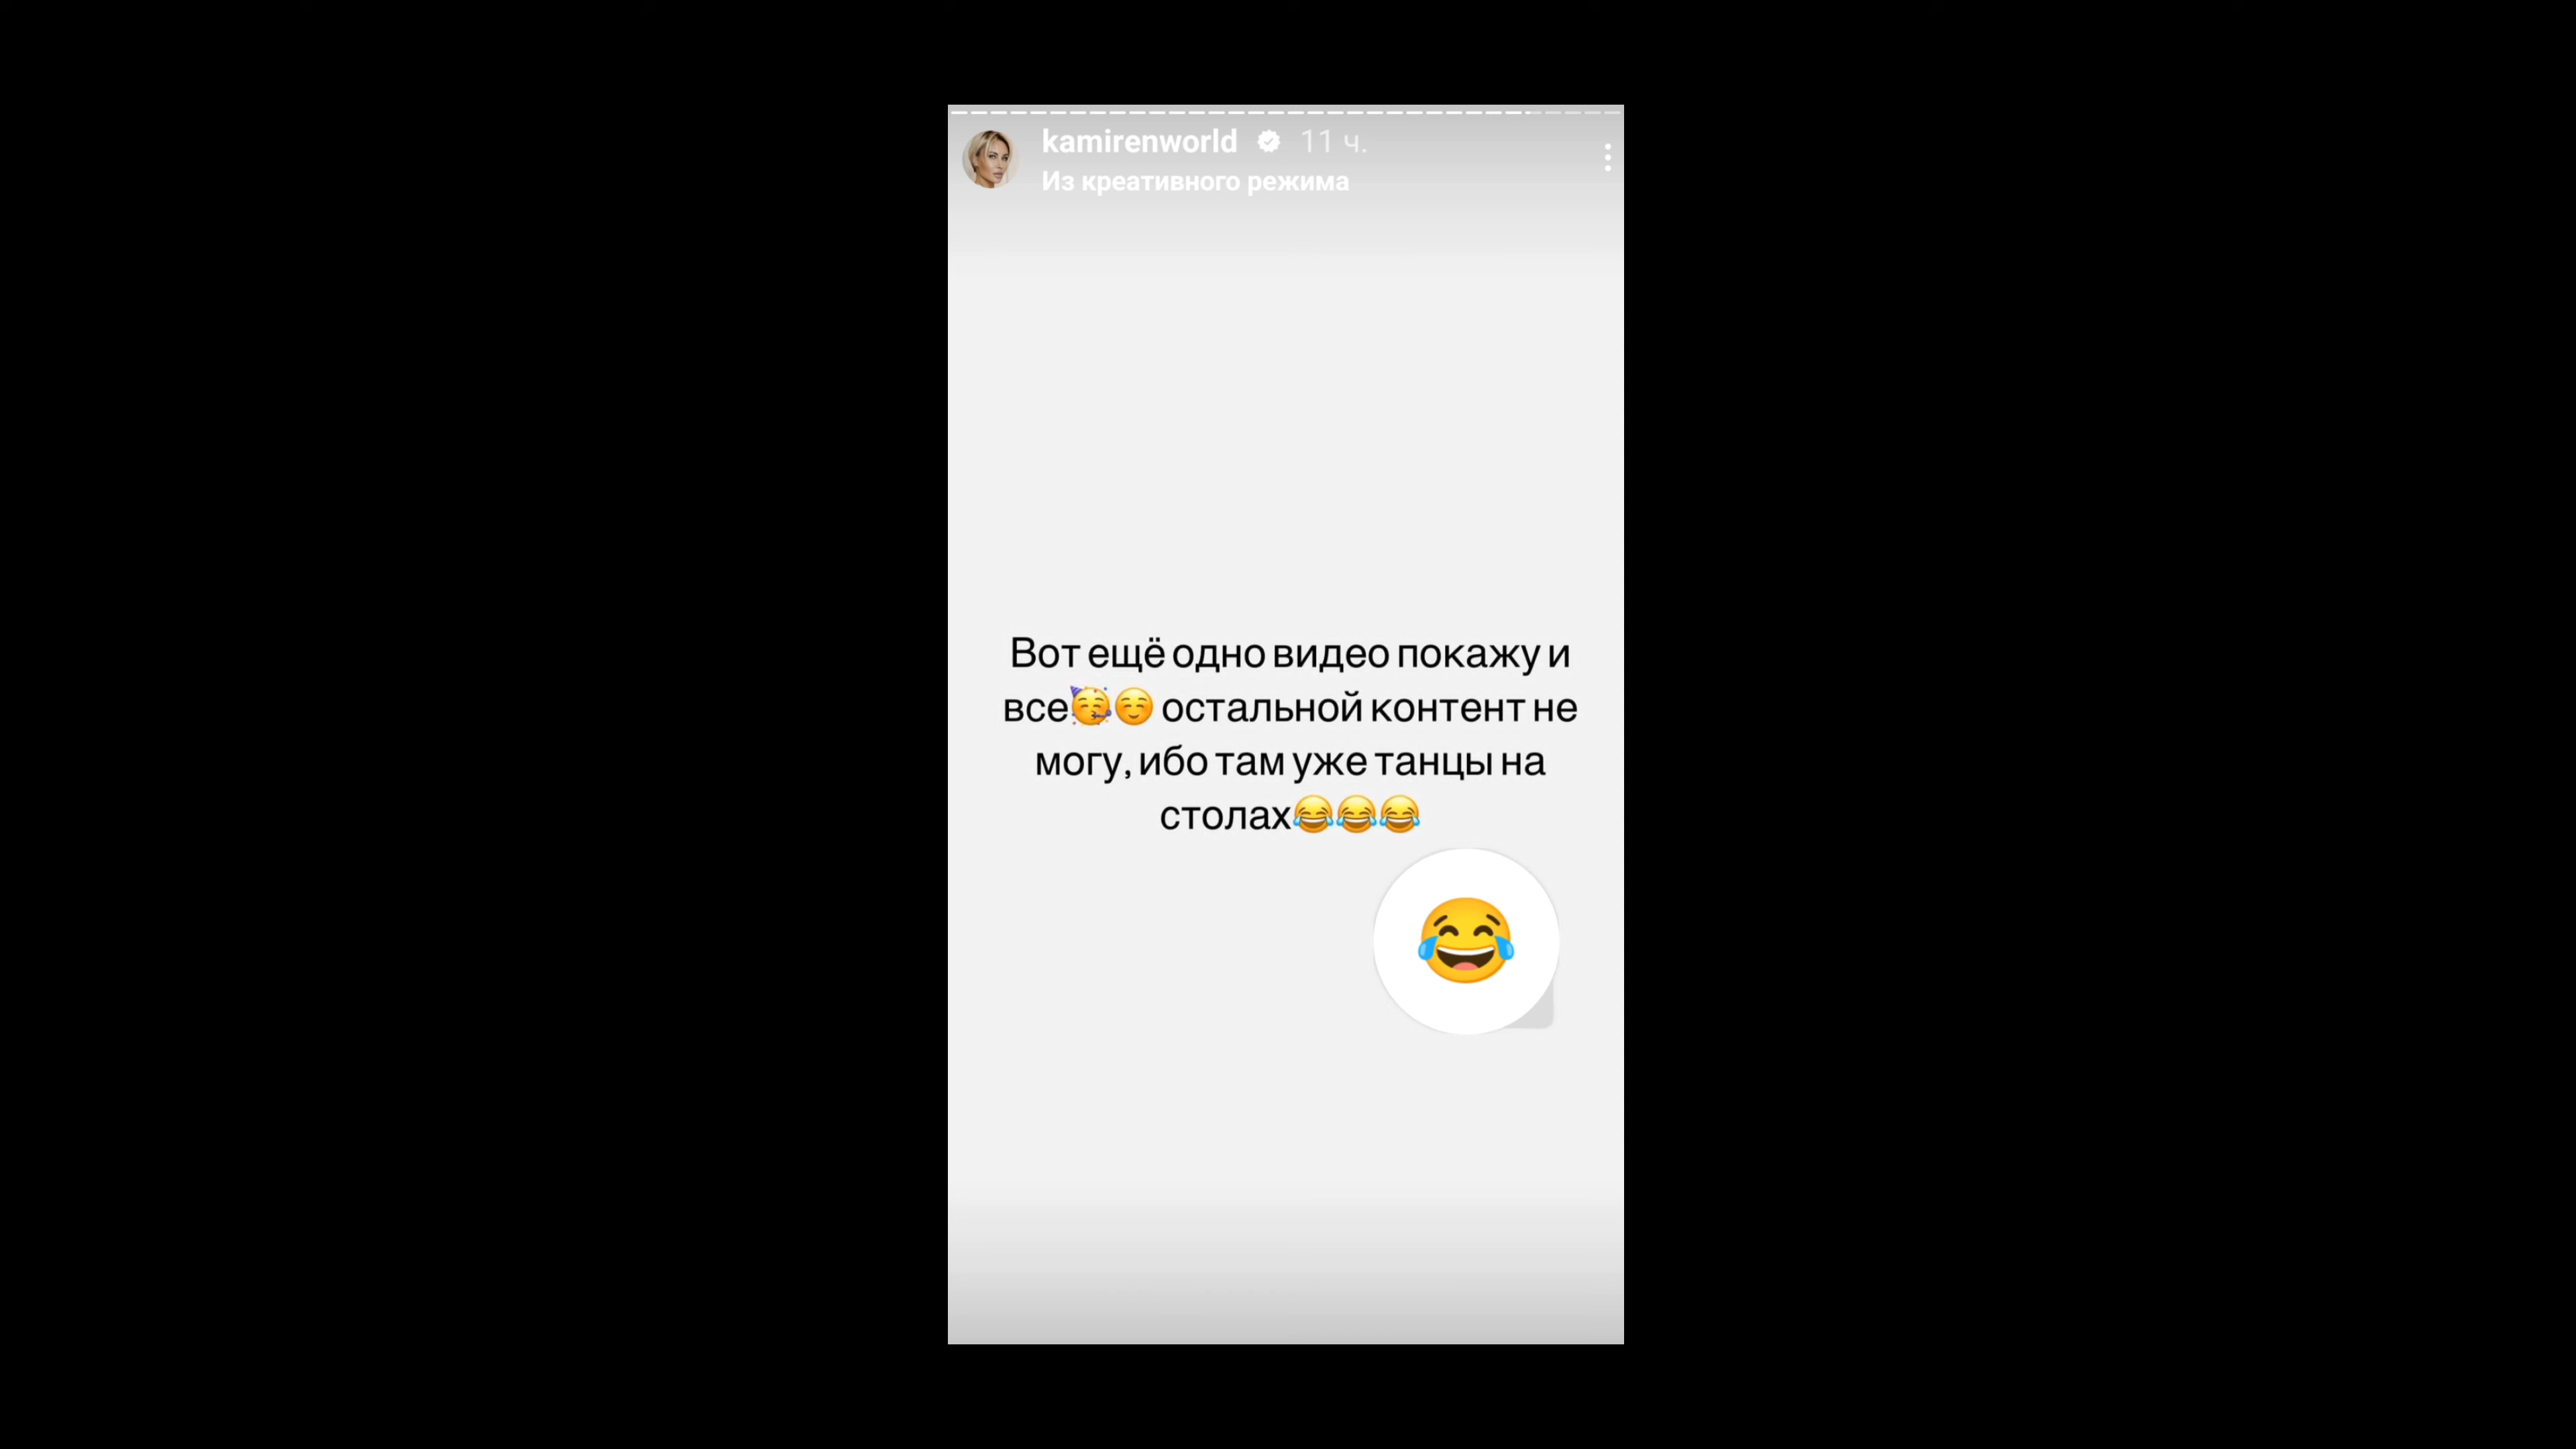 kamirenworld 11 ч.
Из креативного режима
Вот ещё одно видео покажу и
все🥳☺️ остальной контент не
могу, ибо там уже танцы на
столах😂😂😂